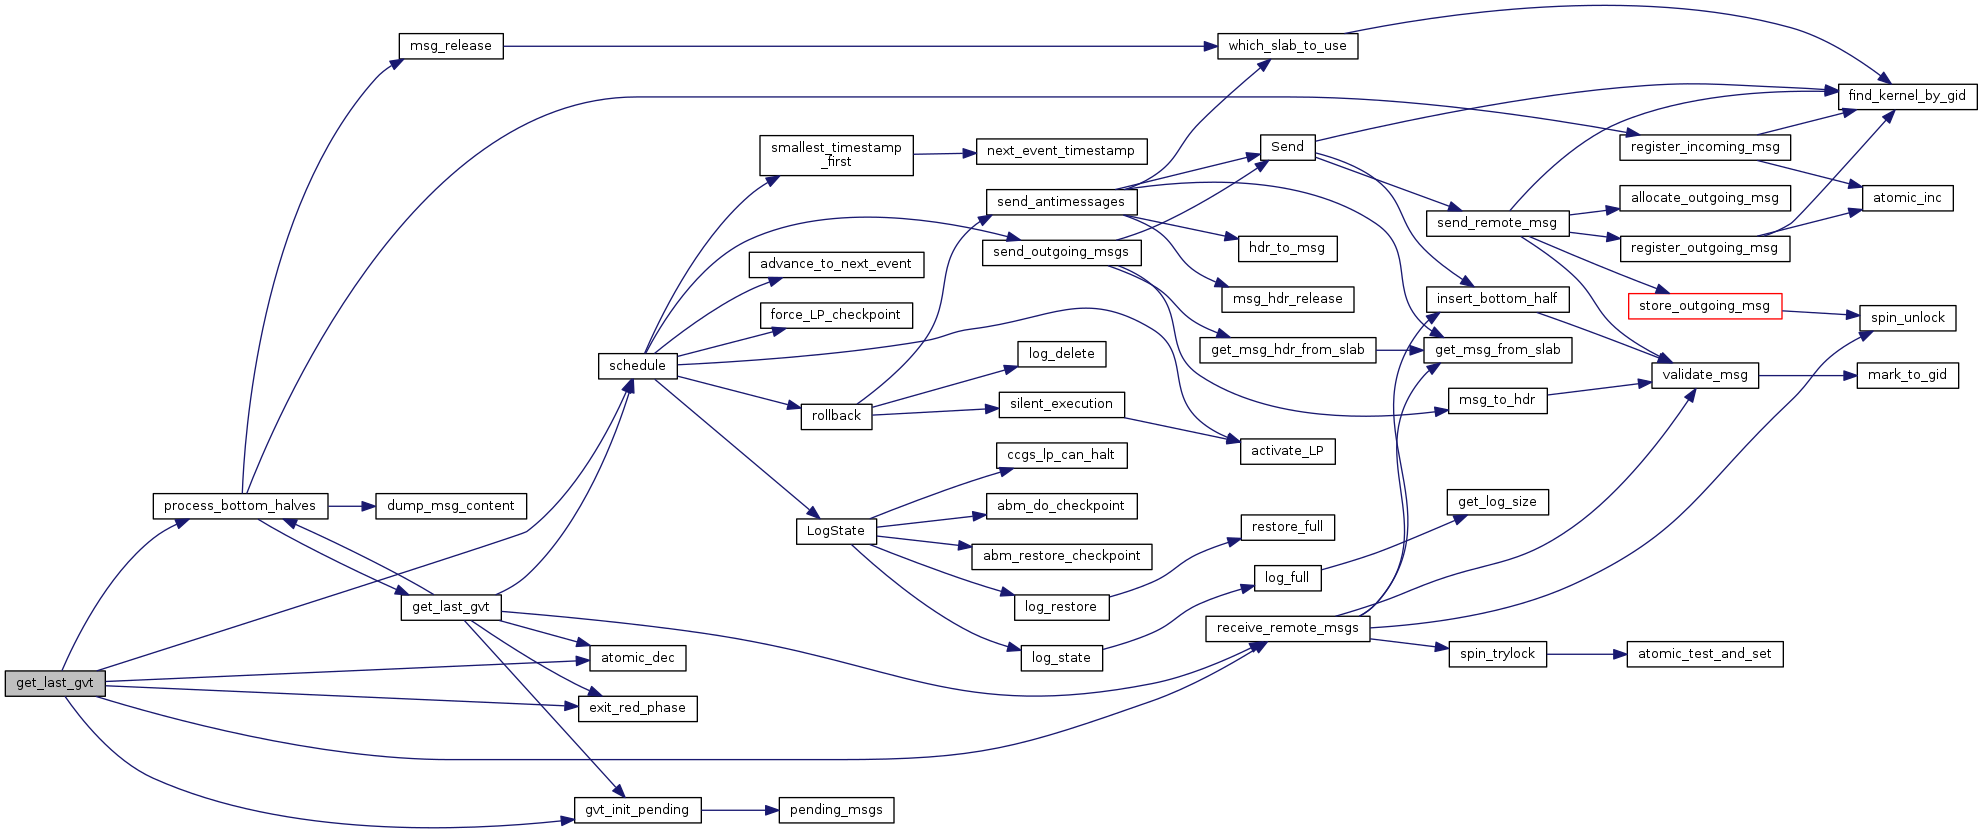 msg_release
which_slab_to_use
find_kernel_by_gid
smallest_timestamp
_first
next_event_timestamp
Send
register_incoming_msg
send_antimessages
allocate_outgoing_msg
atomic_inc
send_remote_msg
send_outgoing_msgs
hdr_to_msg
register_outgoing_msg
advance_to_next_event
msg_hdr_release
insert_bottom_half
store_outgoing_msg
force_LP_checkpoint
spin_unlock
log_delete
get_msg_hdr_from_slab
get_msg_from_slab
schedule
validate_msg
mark_to_gid
silent_execution
msg_to_hdr
rollback
activate_LP
ccgs_lp_can_halt
process_bottom_halves
dump_msg_content
abm_do_checkpoint
get_log_size
LogState
restore_full
abm_restore_checkpoint
log_full
get_last_gvt
log_restore
receive_remote_msgs
atomic_dec
log_state
spin_trylock
atomic_test_and_set
get_last_gvt
exit_red_phase
gvt_init_pending
pending_msgs